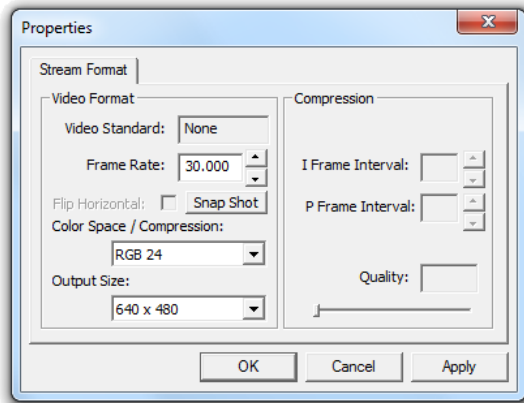 Properties
Stream Format
Video Format
Video Standard: None
Frame Rate: 30.000
Flip Horizontal: Snap Shot
Color Space / Compression:
RGB 24
Output Size:
640 x 480
Compression
I Frame Interval:
P Frame Interval:
Quality:
OK Cancel Apply